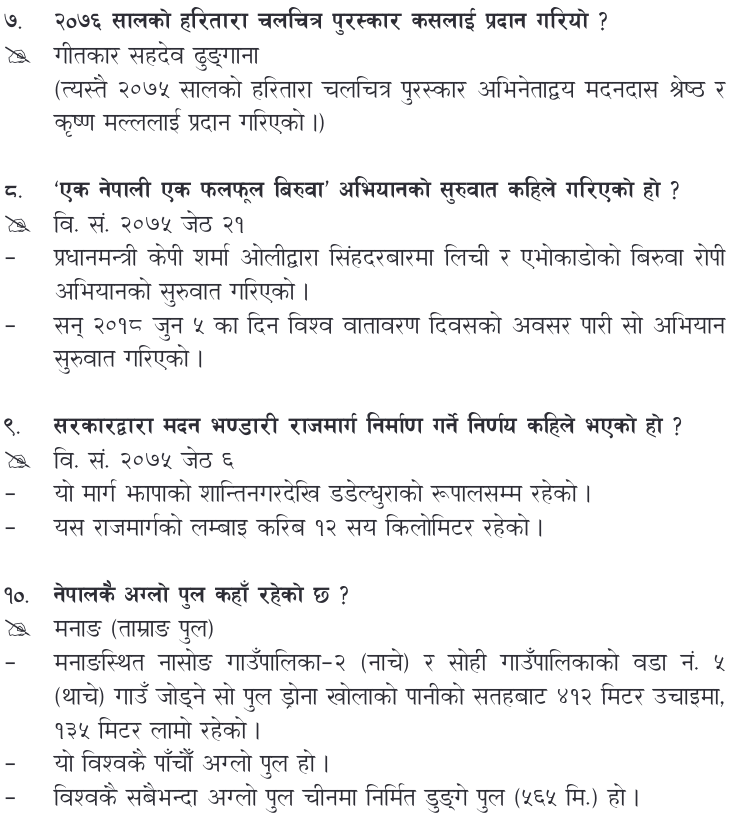 ७. २०७६ सालको हरितारा चलचित्र पुरस्कार कसलाई प्रदान गरियो ?
गीतकार सहदेव ढुङ्गाना
(त्यस्तै २०७५ सालको हरितारा चलचित्र पुरस्कार अभिनेताद्वय मदनदास श्रेष्ठ र
कृष्ण मल्ललाई प्रदान गरिएको ।)
८. ‘एक नेपाली एक फलफूल बिरुवा’ अभियानको सुरुवात कहिले गरिएको हो ?
वि. सं. २०७५ जेठ २१
- प्रधानमन्त्री केपी शर्मा ओलीद्वारा सिंहदरबारमा लिची र एभोकाडोको बिरुवा रोपी
अभियानको सुरुवात गरिएको ।
- सन् २०१८ जुन ५ का दिन विश्व वातावरण दिवसको अवसर पारी सो अभियान
सुरुवात गरिएको ।
९. सरकारद्वारा मदन भण्डारी राजमार्ग निर्माण गर्ने निर्णय कहिले भएको हो ?
वि. सं. २०७५ जेठ ६
- यो मार्ग झापाको शान्तिनगरदेखि डडेल्धुराको रूपालसम्म रहेको ।
- यस राजमार्गको लम्बाइ करिब १२ सय किलोमिटर रहेको ।
१०. नेपालकै अग्लो पुल कहाँ रहेको छ ?
मनाङ (ताम्राङ पुल)
- मनाङस्थित नासोङ गाउँपालिका-२ (नाचे) र सोही गाउँपालिकाको वडा नं. ५
(थाचे) गाउँ जोड्ने सो पुल ड्रोना खोलाको पानीको सतहबाट ४१२ मिटर उचाइमा,
१३५ मिटर लामो रहेको ।
- यो विश्वकै पाँचौँ अग्लो पुल हो ।
- विश्वकै सबैभन्दा अग्लो पुल चीनमा निर्मित डुङ्गे पुल (५६५ मि.) हो ।